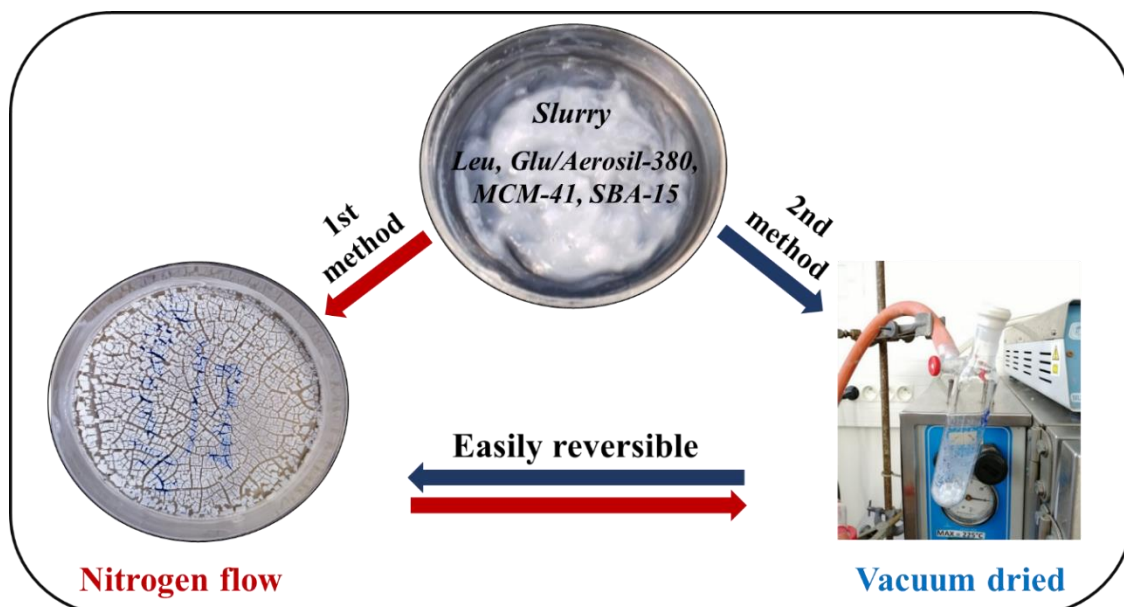 Slurry
Leu, Glu/Aerosil-380,
MCM-41, SBA-15
1st
method
2nd
method
Easily reversible
MAX = 225°C
Nitrogen flow
Vacuum dried